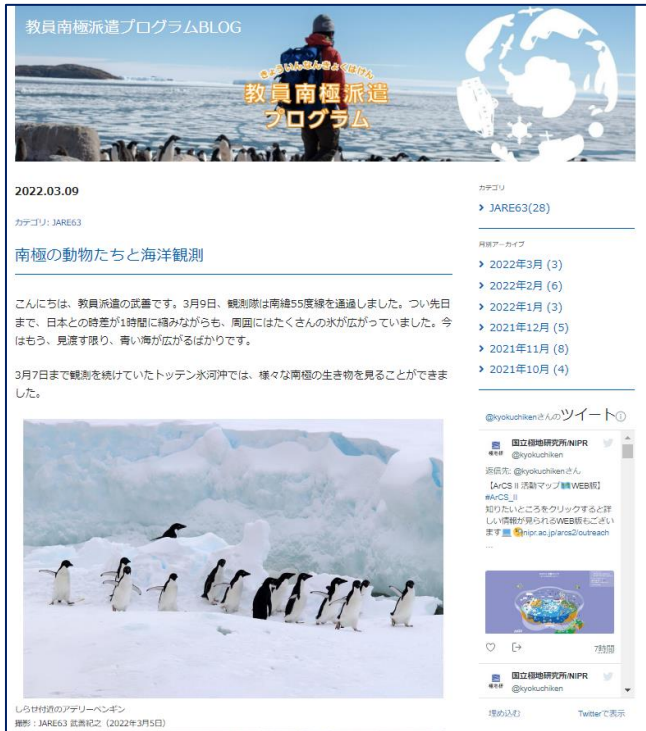 教員南極派遣プログラムBLOG
きょういんなんきょくはけん
教員南極派遣
プログラム
2022.03.09
カテゴリ: JARE63
南極の動物たちと海洋観測
こんにちは、教員派遣の武善です。3月9日、観測隊は南緯55度線を通過しました。つい先日
まで、日本との時差が1時間に縮みながらも、周囲にはたくさんの氷が広がっていました。今
はもう、見渡す限り、青い海が広がるばかりです。
3月7日まで観測を続けていたトッテン氷河沖では、様々な南極の生き物を見ることができま
した。
しらせ付近のアデリーペンギン
撮影：JARE63 武善紀之（2022年3月5日）
カテゴリ
JARE63(28)
月別アーカイブ
2022年3月 (3)
2022年2月 (6)
2022年1月 (3)
2021年12月 (5)
2021年11月 (8)
2021年10月 (4)
@kyokuchikenさんのツイート
国立極地研究所/NIPR
@kyokuchiken
返信先: @kyokuchikenさん
【ArCS II 活動マップ WEB版】
#ArCS_II
知りたいところをクリックすると詳
しい情報が見られるWEB版もござい
ます nipr.ac.jp/arcs2/outreach
…
7時間
国立極地研究所/NIPR
@kyokuchiken
埋め込む
Twitterで表示